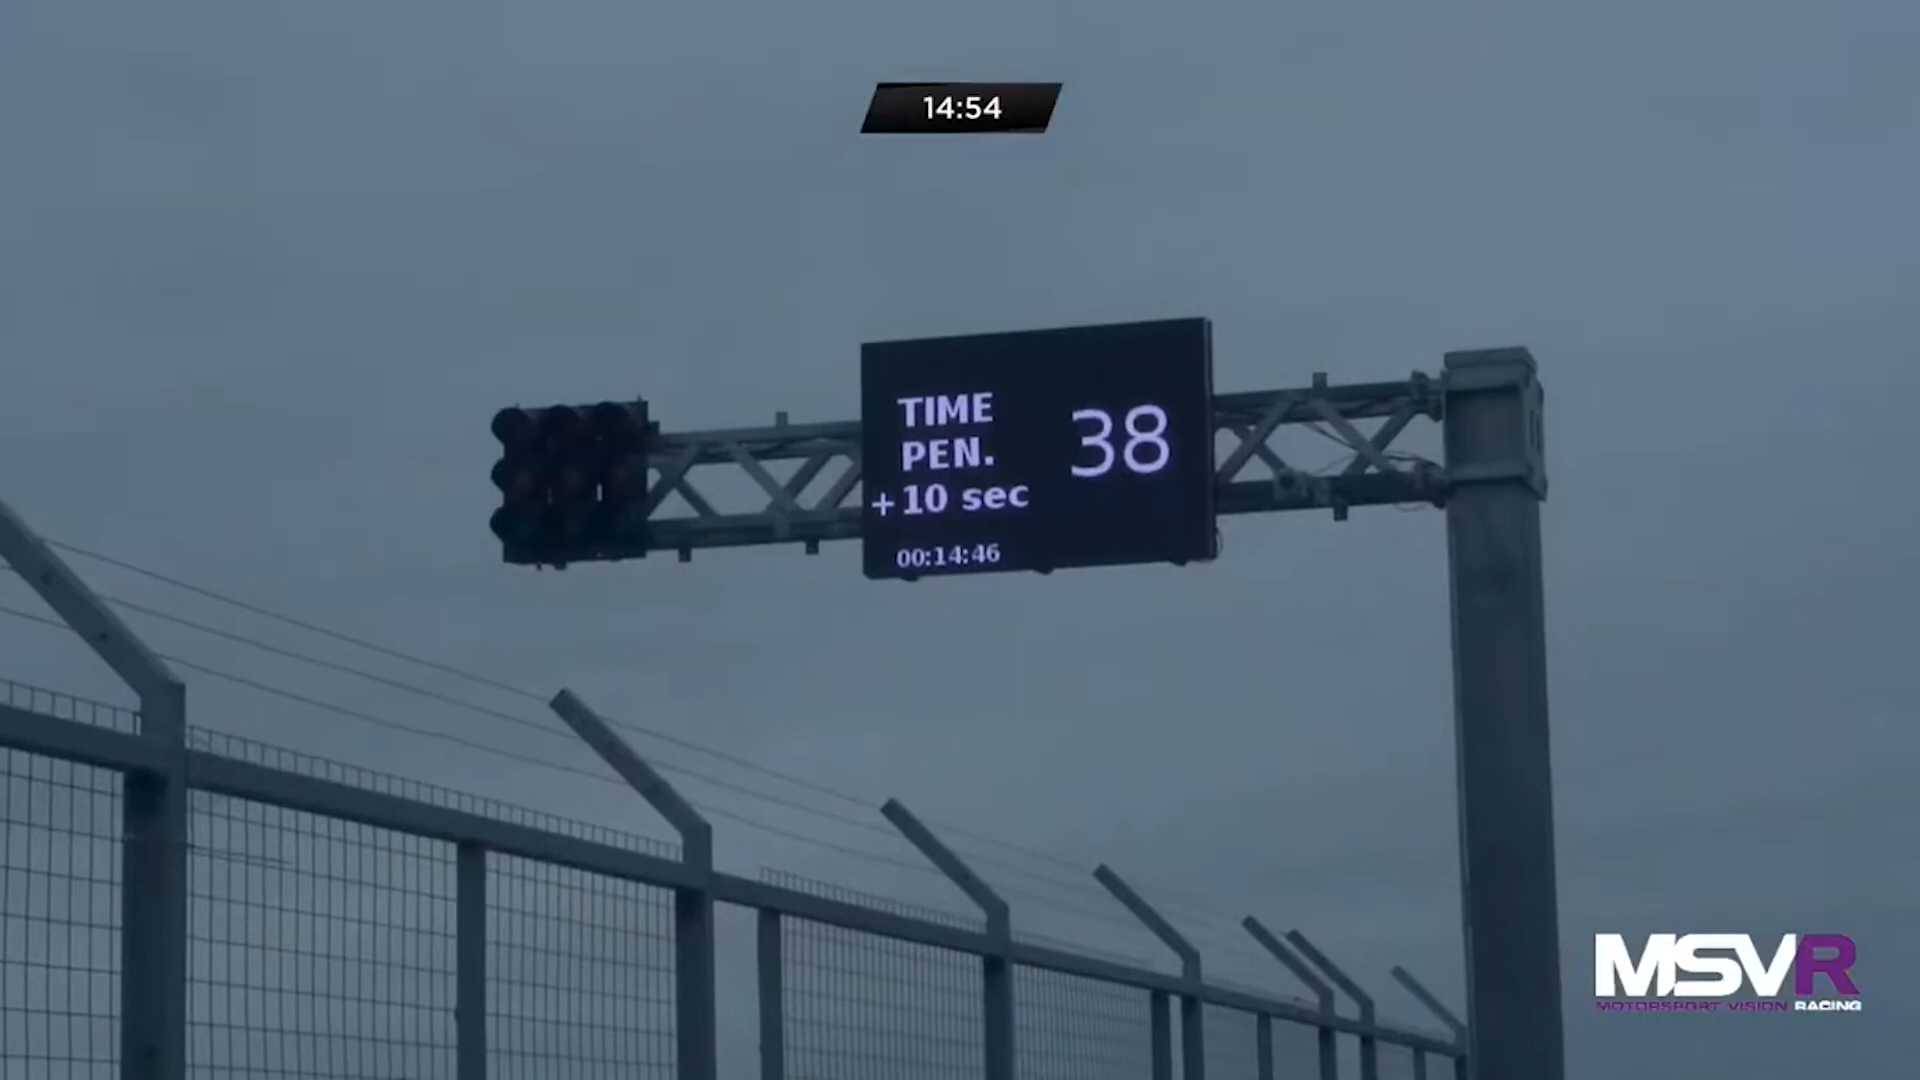 14:54
TIME
PEN.
+10 sec
38
00:14:46
MSVR
MOTORSPORT VISION RACING